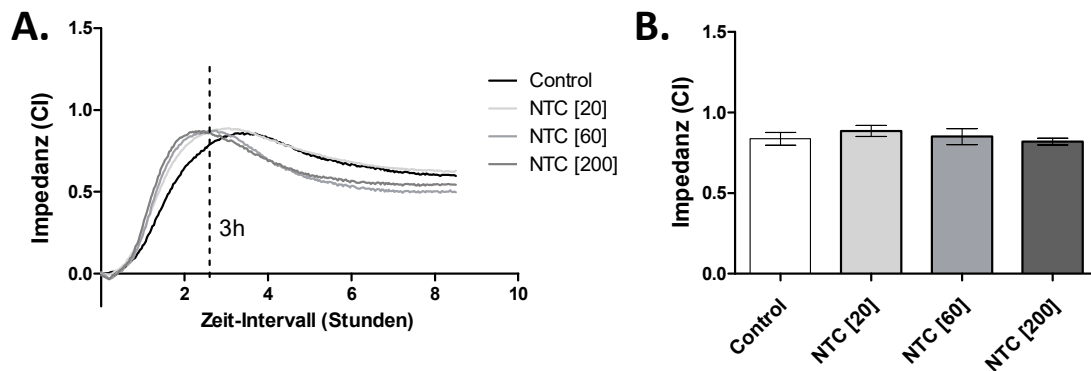 A.
Impedanz (CI)
1.5
1.0
0.5
0.0
2
4
6
8
10
Zeit-Intervall (Stunden)
3h
Control
NTC [20]
NTC [60]
NTC [200]
B.
Impedanz (CI)
1.5
1.0
0.5
0.0
Control
NTC [20]
NTC [60]
NTC [200]